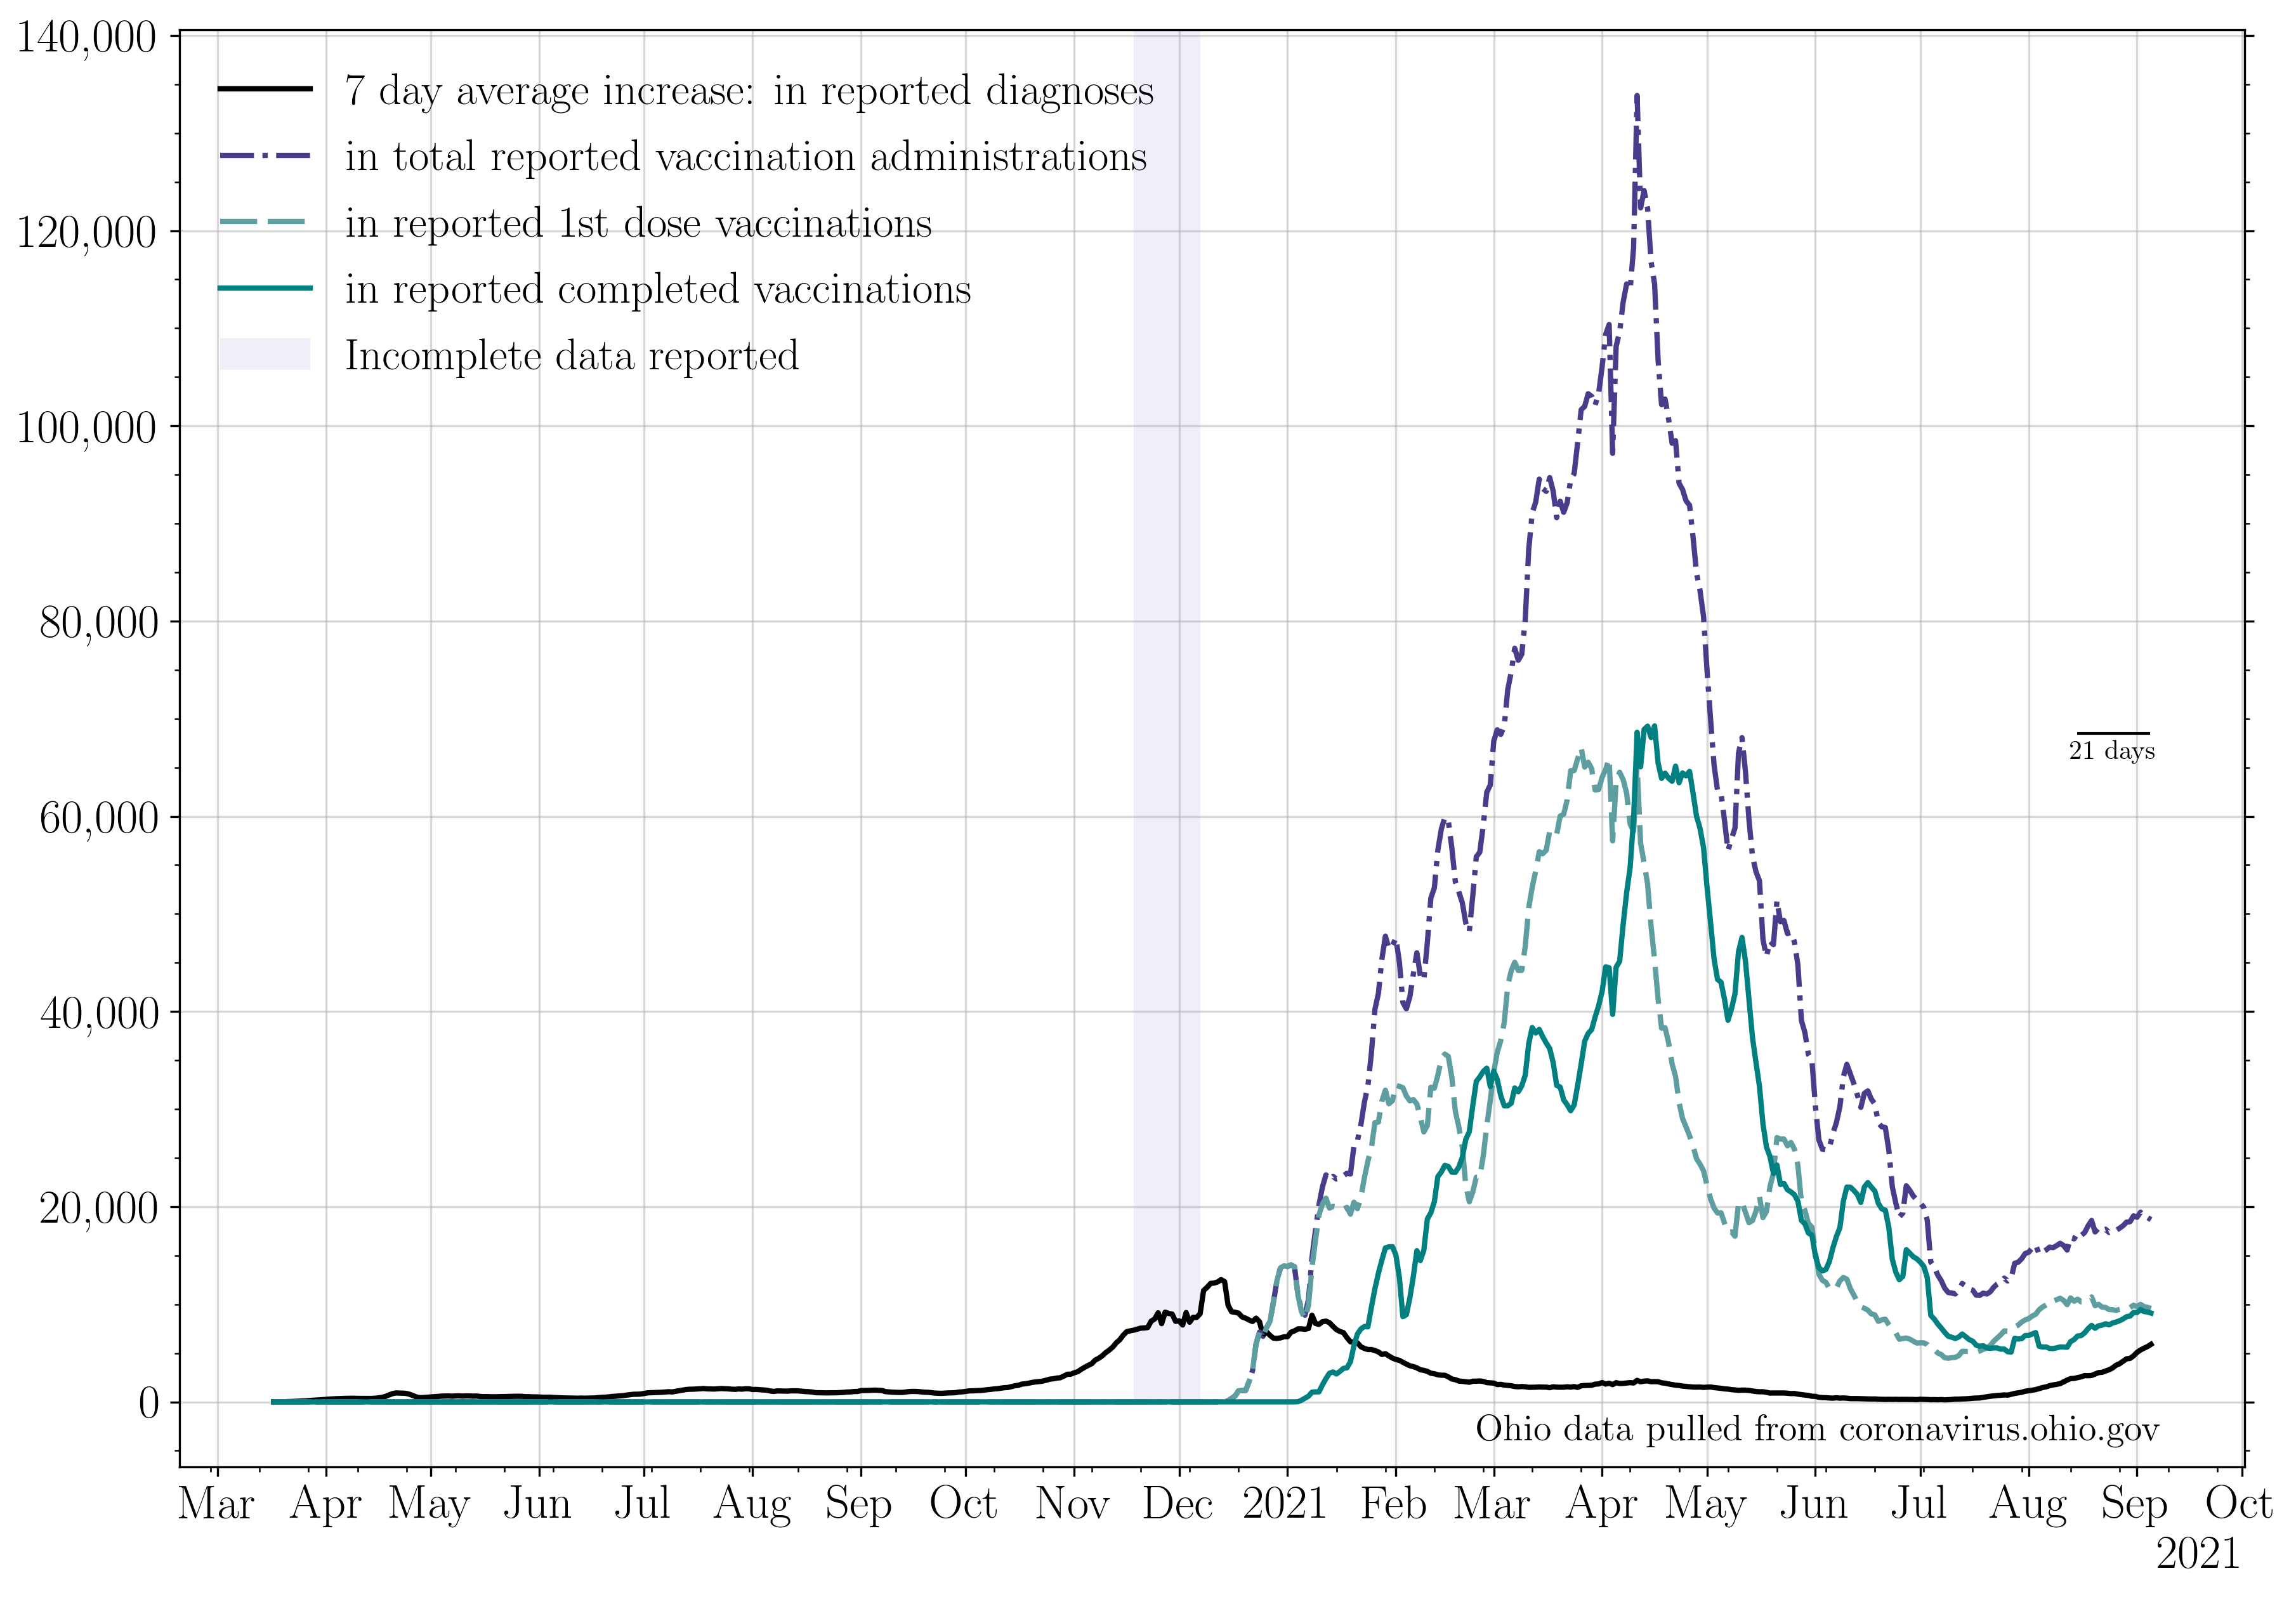 140,000
120,000
100,000
80,000
60,000
40,000
20,000
0
7 day average increase: in reported diagnoses
in total reported vaccination administrations
in reported 1st dose vaccinations
in reported completed vaccinations
Incomplete data reported
21 days
Ohio data pulled from coronavirus.ohio.gov
Mar Apr May Jun Jul Aug Sep Oct Nov Dec 2021 Feb Mar Apr May Jun Jul Aug Sep Oct
2021